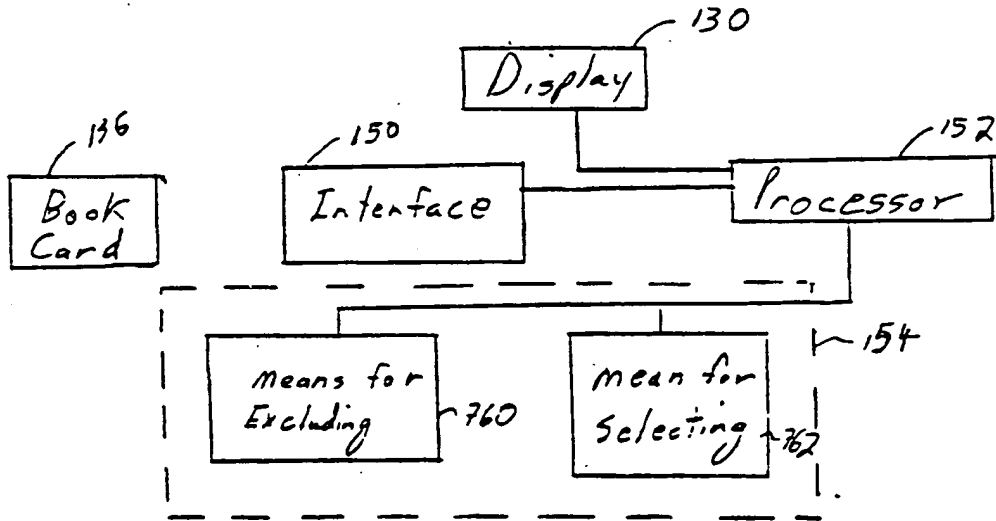 130
Display
136
150
152
Book
Card
Interface
Processor
154
means for
Excluding
760
mean for
Selecting
762